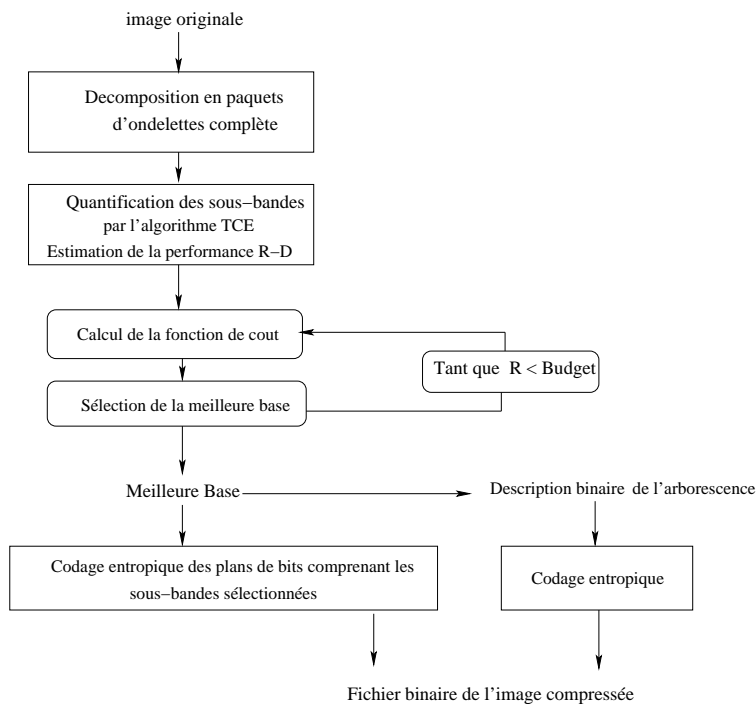 image originale
Decomposition en paquets
d'ondelettes complète
Quantification des sous−bandes
par l'algorithme TCE
Estimation de la performance R−D
Calcul de la fonction de cout
Tant que R < Budget
Sélection de la meilleure base
Meilleure Base
Description binaire de l'arborescence
Codage entropique des plans de bits comprenant les
sous−bandes sélectionnées
Codage entropique
Fichier binaire de l'image compressée